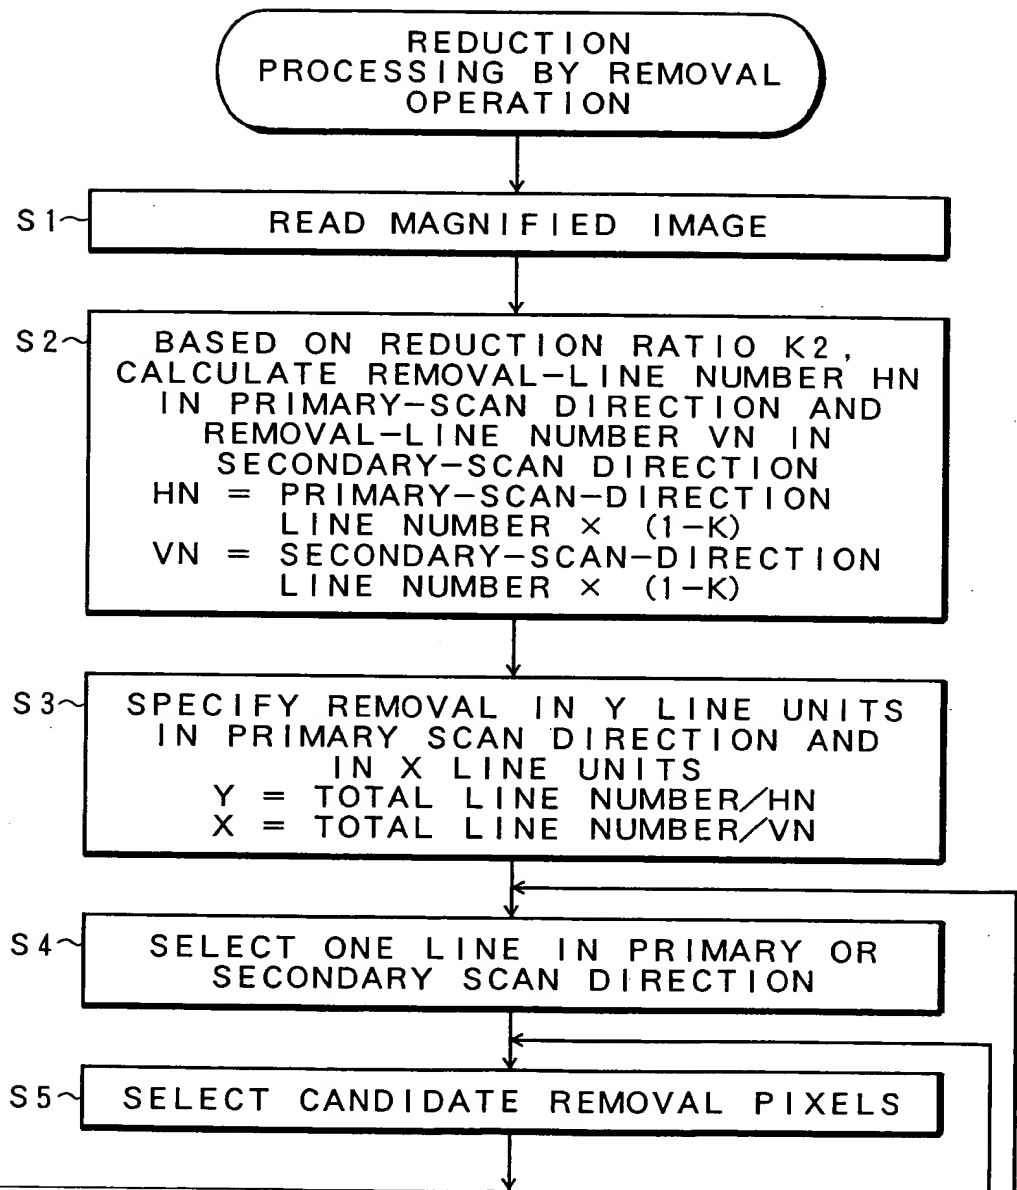 REDUCTION
PROCESSING BY REMOVAL
OPERATION
S1~ READ MAGNIFIED IMAGE
S2~ BASED ON REDUCTION RATIO K2,
CALCULATE REMOVAL-LINE NUMBER HN
IN PRIMARY-SCAN DIRECTION AND
REMOVAL-LINE NUMBER VN IN
SECONDARY-SCAN DIRECTION
HN = PRIMARY-SCAN-DIRECTION
LINE NUMBER × (1-K)
VN = SECONDARY-SCAN-DIRECTION
LINE NUMBER × (1-K)
S3~ SPECIFY REMOVAL IN Y LINE UNITS
IN PRIMARY SCAN DIRECTION AND
IN X LINE UNITS
Y = TOTAL LINE NUMBER/HN
X = TOTAL LINE NUMBER/VN
S4~ SELECT ONE LINE IN PRIMARY OR
SECONDARY SCAN DIRECTION
S5~ SELECT CANDIDATE REMOVAL PIXELS